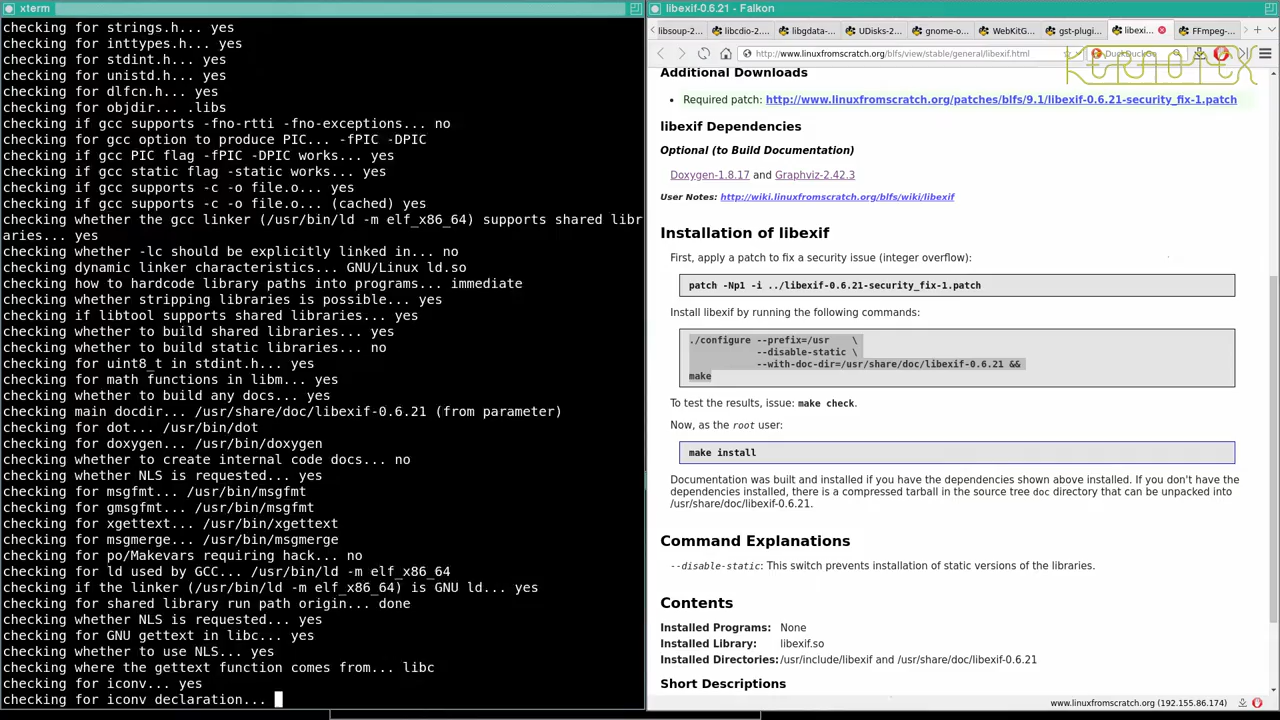 xterm
checking for strings.h... yes
checking for inttypes.h... yes
checking for stdint.h... yes
checking for unistd.h... yes
checking for dlfcn.h... yes
checking for objdir... .libs
checking if gcc supports -fno-rtti -fno-exceptions... no
checking for gcc option to produce PIC... -fPIC -DPIC
checking if gcc PIC flag -fPIC -DPIC works... yes
checking if gcc static flag -static works... yes
checking if gcc supports -c -o file.o... yes
checking if gcc supports -c -o file.o... (cached) yes
checking whether the gcc linker (/usr/bin/ld -m elf_x86_64) supports shared libr
aries... yes
checking whether -lc should be explicitly linked in... no
checking dynamic linker characteristics... GNU/Linux ld.so
checking how to hardcode library paths into programs... immediate
checking whether stripping libraries is possible... yes
checking if libtool supports shared libraries... yes
checking whether to build shared libraries... yes
checking whether to build static libraries... no
checking for uint8_t in stdint.h... yes
checking for math functions in libm... yes
checking whether to build any docs... yes
checking main docdir... /usr/share/doc/libexif-0.6.21 (from parameter)
checking for dot... /usr/bin/dot
checking for doxygen... /usr/bin/doxygen
checking whether to create internal code docs... no
checking whether NLS is requested... yes
checking for msgfmt... /usr/bin/msgfmt
checking for gmsgfmt... /usr/bin/msgfmt
checking for xgettext... /usr/bin/xgettext
checking for msgmerge... /usr/bin/msgmerge
checking for po/Makevars requiring hack... no
checking for ld used by GCC... /usr/bin/ld -m elf_x86_64
checking if the linker (/usr/bin/ld -m elf_x86_64) is GNU ld... yes
checking for shared library run path origin... done
checking whether NLS is requested... yes
checking for GNU gettext in libc... yes
checking whether to use NLS... yes
checking where the gettext function comes from... libc
checking for iconv... yes
checking for iconv declaration...
libexif-0.6.21 - Falkon
libsoup-2... libcdio-2... libgdata-... UDisks-2... gnome-o... WebKitG... gst-plugi... libexi... FFmpeg-...
http://www.linuxfromscratch.org/blfs/view/stable/general/libexif.html DuckDuckGo
KERNOTEX
Additional Downloads
• Required patch: http://www.linuxfromscratch.org/patches/blfs/9.1/libexif-0.6.21-security_fix-1.patch
libexif Dependencies
Optional (to Build Documentation)
Doxygen-1.8.17 and Graphviz-2.42.3
User Notes: http://wiki.linuxfromscratch.org/blfs/wiki/libexif
Installation of libexif
First, apply a patch to fix a security issue (integer overflow):
patch -Np1 -i ../libexif-0.6.21-security_fix-1.patch
Install libexif by running the following commands:
./configure --prefix=/usr \
--disable-static \
--with-doc-dir=/usr/share/doc/libexif-0.6.21 &&
make
To test the results, issue: make check.
Now, as the root user:
make install
Documentation was built and installed if you have the dependencies shown above installed. If you don't have the
dependencies installed, there is a compressed tarball in the source tree doc directory that can be unpacked into
/usr/share/doc/libexif-0.6.21.
Command Explanations
--disable-static: This switch prevents installation of static versions of the libraries.
Contents
Installed Programs: None
Installed Library: libexif.so
Installed Directories: /usr/include/libexif and /usr/share/doc/libexif-0.6.21
Short Descriptions
www.linuxfromscratch.org (192.155.86.174)